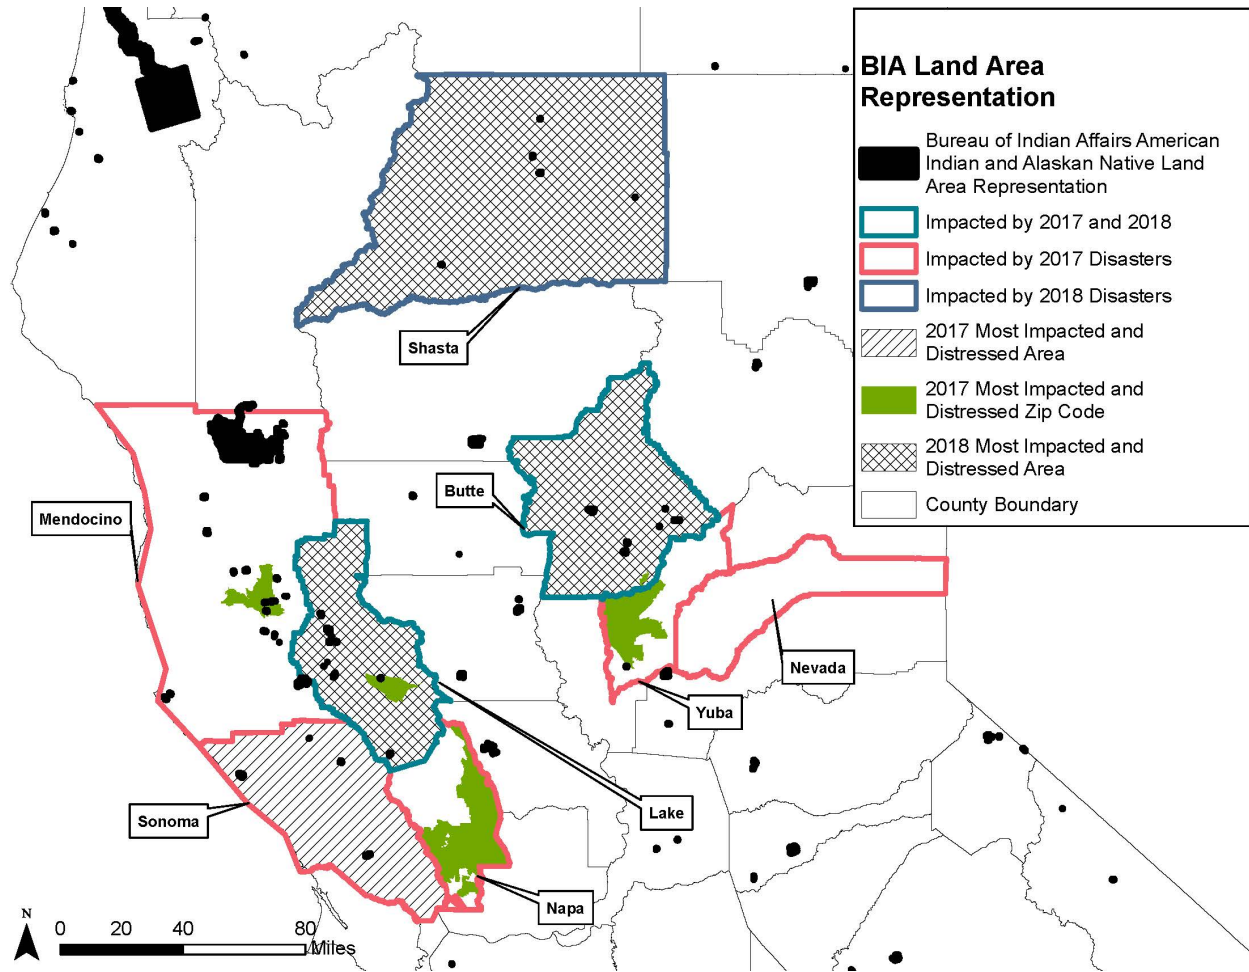 BIA Land Area
Representation
Bureau of Indian Affairs American
Indian and Alaskan Native Land
Area Representation
Impacted by 2017 and 2018
Impacted by 2017 Disasters
Impacted by 2018 Disasters
2017 Most Impacted and
Distressed Area
2017 Most Impacted and
Distressed Zip Code
2018 Most Impacted and
Distressed Area
County Boundary
Shasta
Butte
Mendocino
Nevada
Yuba
Lake
Sonoma
Napa
N
0 20 40 80
Miles